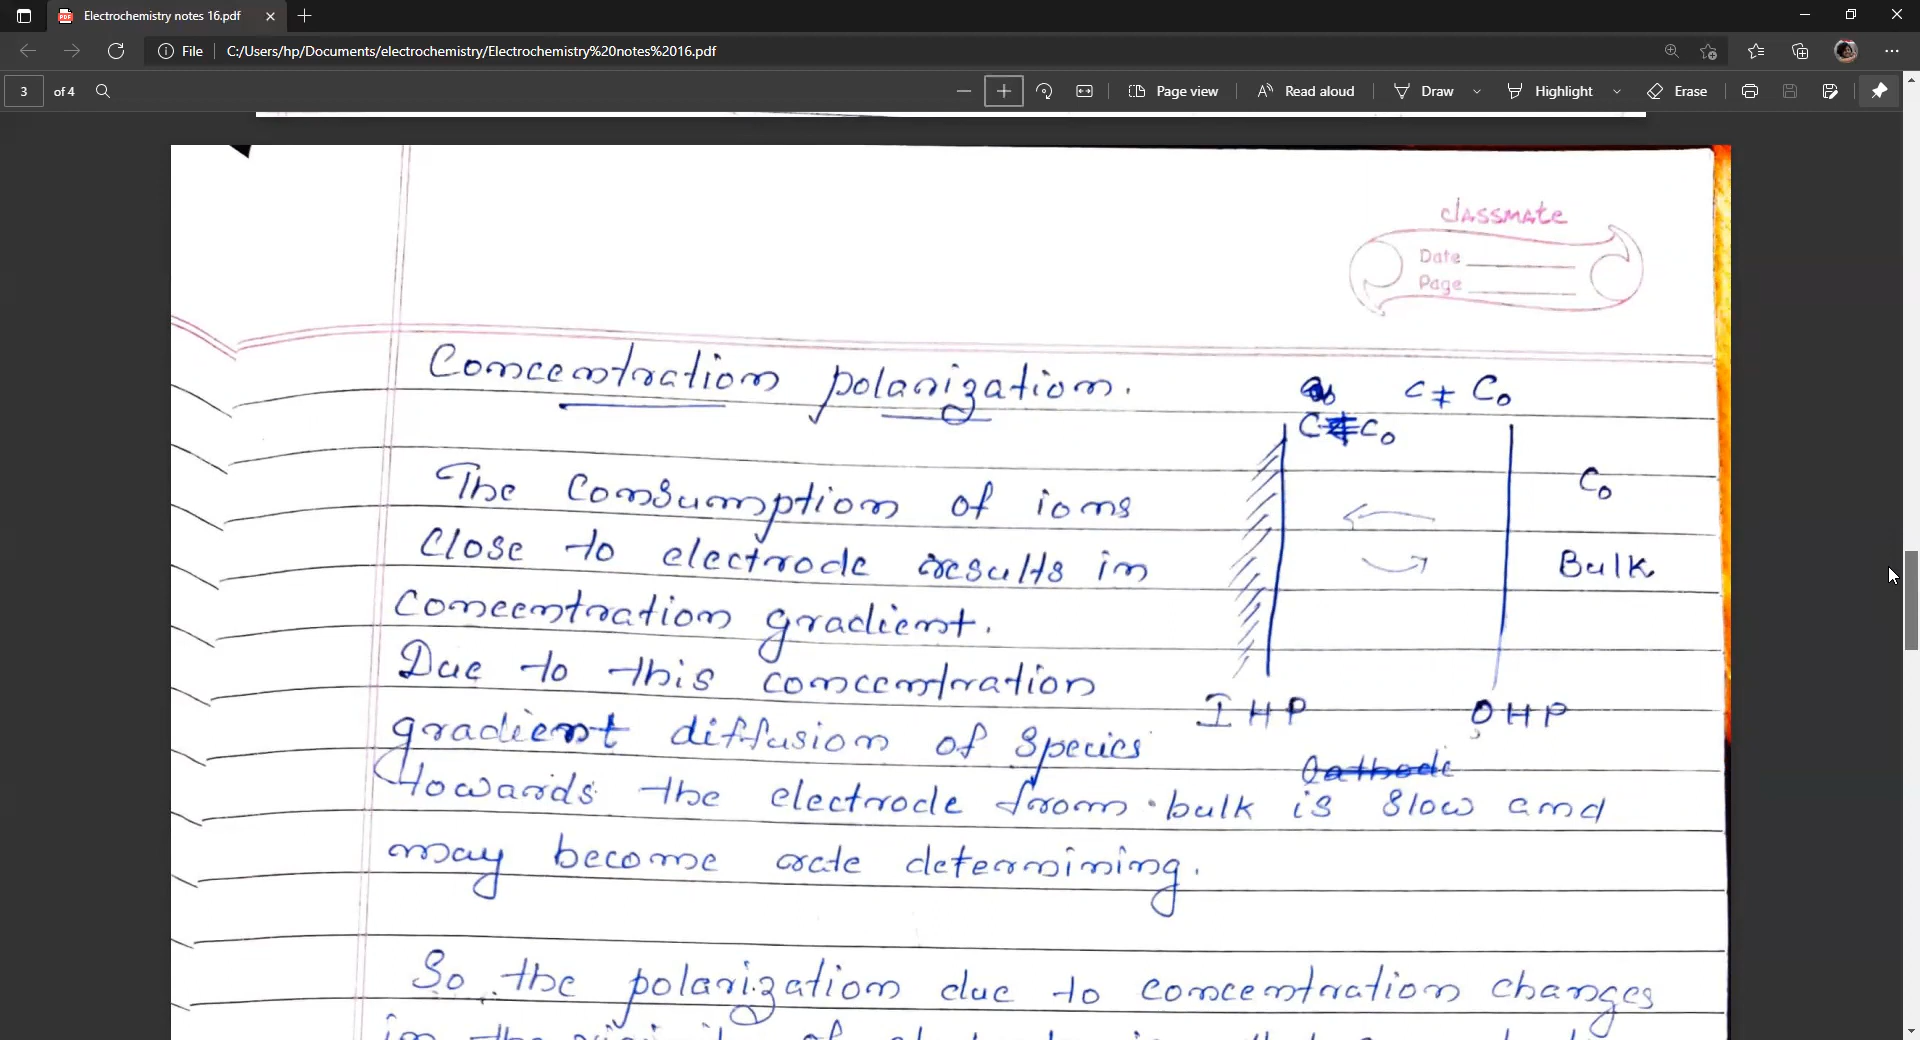 Electrochemistry notes 16.pdf
File
C:/Users/hp/Documents/electrochemistry/Electrochemistry%20notes%2016.pdf
3 of 4
Page view
Read aloud
Draw
Highlight
Erase
classmate
Date
Page
Concentration polarization.
C ≠ Co
C Co
The Consumption of ions
Close to electrode results in
Concentration gradient.
Due to this concentration
gradient diffusion of species
towards the electrode from bulk is slow and
may become rate determining.
Co
Bulk
IHP
OHP
Cathode
So the polarization due to concentration changes
in the